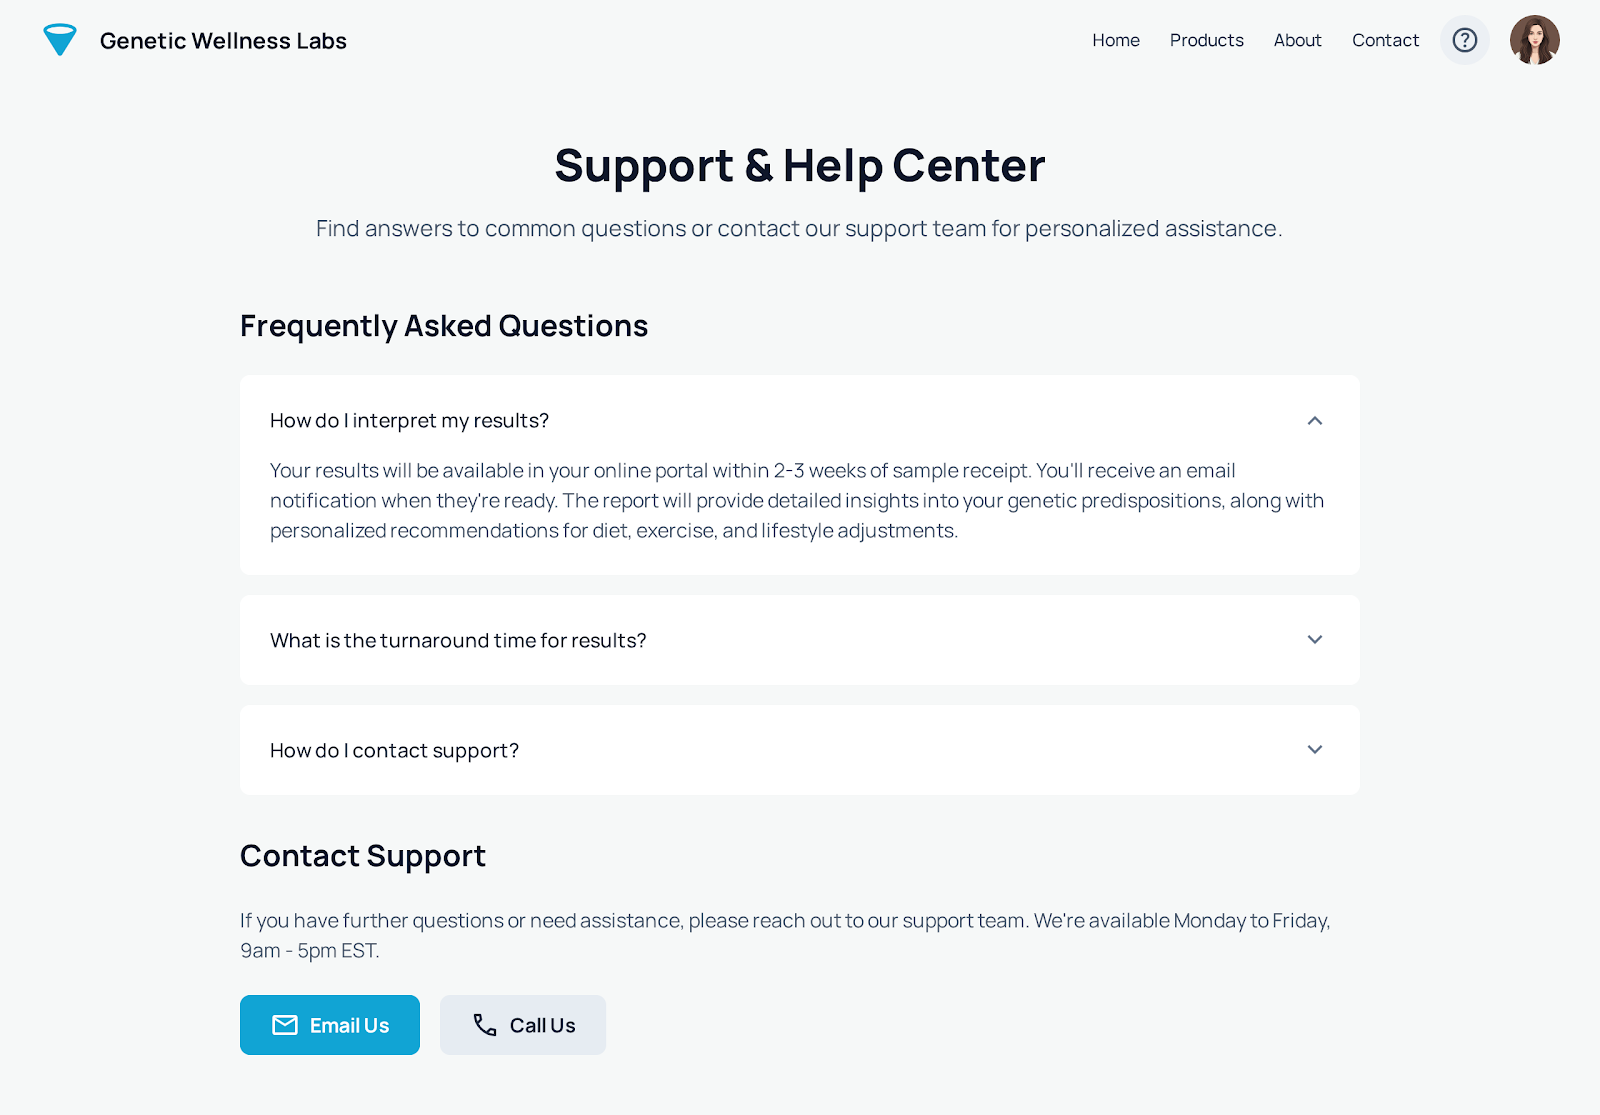 Genetic Wellness Labs
Home
Products
About
Contact
Support & Help Center
Find answers to common questions or contact our support team for personalized assistance.
Frequently Asked Questions
How do I interpret my results?
Your results will be available in your online portal within 2-3 weeks of sample receipt. You'll receive an email
notification when they're ready. The report will provide detailed insights into your genetic predispositions, along with
personalized recommendations for diet, exercise, and lifestyle adjustments.
What is the turnaround time for results?
How do I contact support?
Contact Support
If you have further questions or need assistance, please reach out to our support team. We're available Monday to Friday,
9am - 5pm EST.
Email Us
Call Us